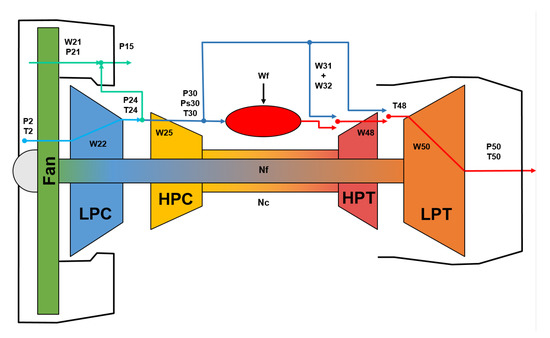 W21
P21
P15
P2
T2
P24
T24
W22
W25
P30
Ps30
T30
Wf
W31
+
W32
T48
W48
W50
P50
T50
Fan
LPC
HPC
Nf
Nc
HPT
LPT